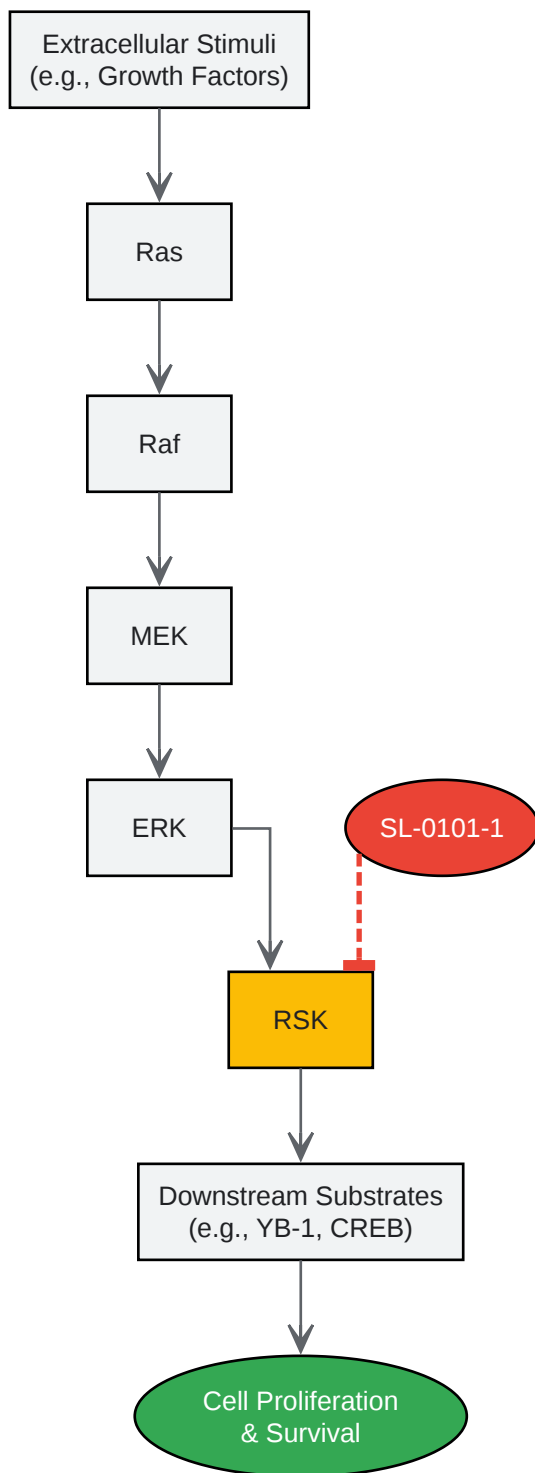 Extracellular Stimuli
(e.g., Growth Factors)
Ras
Raf
MEK
ERK
SL-0101-1
RSK
Downstream Substrates
(e.g., YB-1, CREB)
Cell Proliferation
& Survival